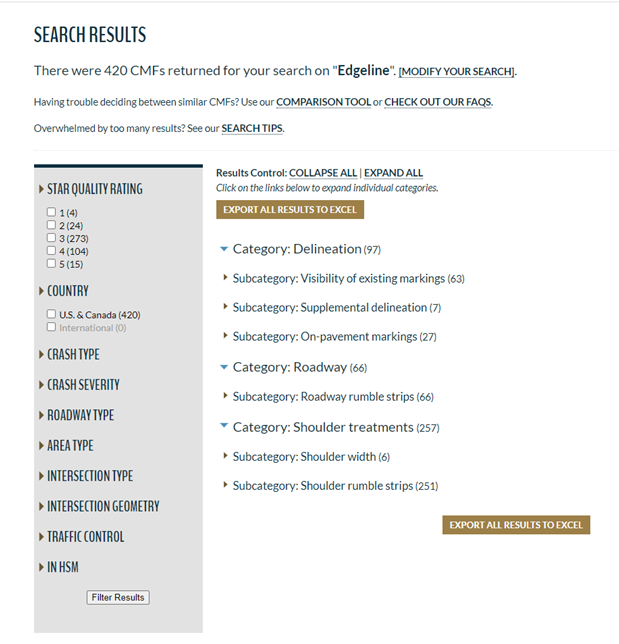 SEARCH RESULTS
There were 420 CMFs returned for your search on "Edgeline". [MODIFY YOUR SEARCH].
Having trouble deciding between similar CMFs? Use our COMPARISON TOOL or CHECK OUT OUR FAQS.
Overwhelmed by too many results? See our SEARCH TIPS.
STAR QUALITY RATING
1 (4)
2 (24)
3 (273)
4 (104)
5 (15)
COUNTRY
U.S. & Canada (420)
International (0)
CRASH TYPE
CRASH SEVERITY
ROADWAY TYPE
AREA TYPE
INTERSECTION TYPE
INTERSECTION GEOMETRY
TRAFFIC CONTROL
IN HSM
Filter Results
Results Control: COLLAPSE ALL | EXPAND ALL
Click on the links below to expand individual categories.
EXPORT ALL RESULTS TO EXCEL
Category: Delineation (97)
Subcategory: Visibility of existing markings (63)
Subcategory: Supplemental delineation (7)
Subcategory: On-pavement markings (27)
Category: Roadway (66)
Subcategory: Roadway rumble strips (66)
Category: Shoulder treatments (257)
Subcategory: Shoulder width (6)
Subcategory: Shoulder rumble strips (251)
EXPORT ALL RESULTS TO EXCEL